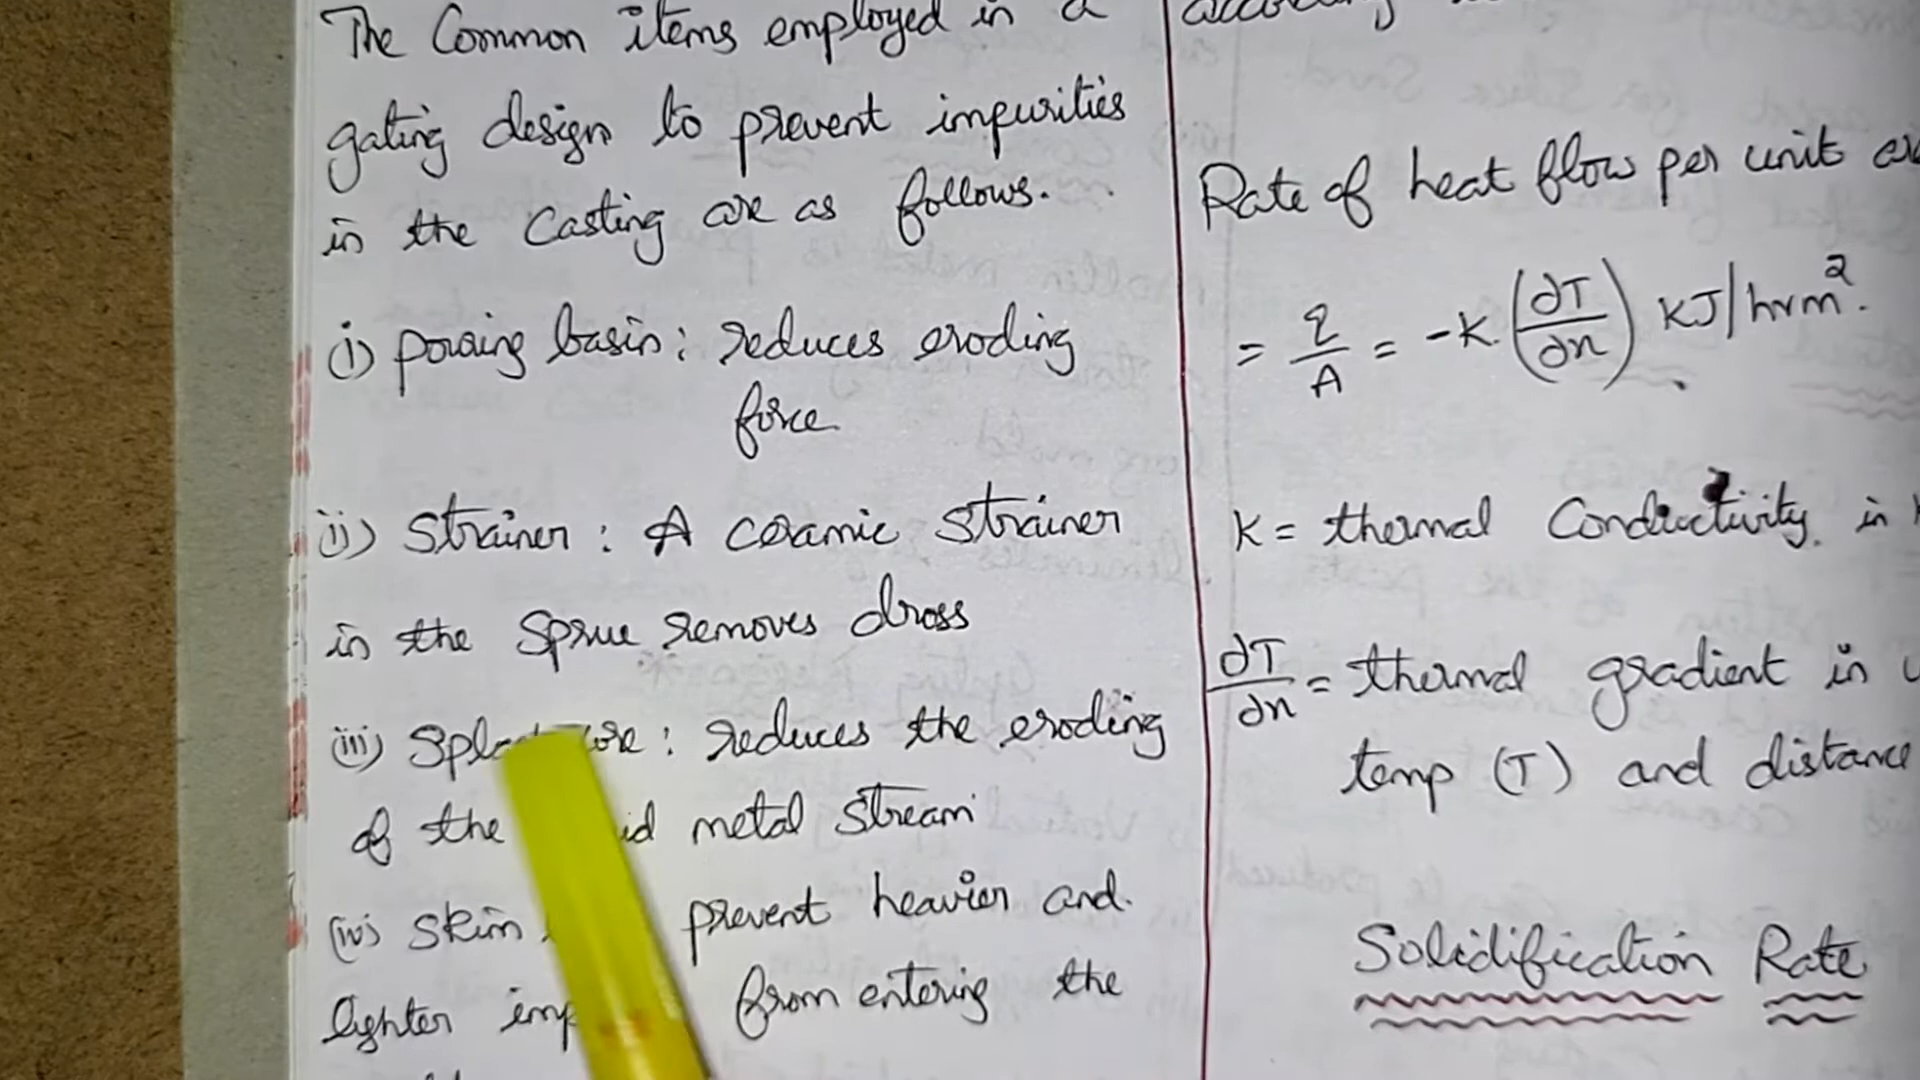 The Common items employed in a
gating design to prevent impurities
in the Casting are as follows.
(i) pouring basin: reduces eroding
force
ii) Strainer: A ceramic strainer
in the Sprue removes dross
(iii) : reduces the eroding
of the metal stream
(iv) Skim prevent heavier and
lighter from entering the
Rate of heat flow per unit
= q/A = -K (∂T/∂n) KJ/hrm².
K = thermal Conductivity in
∂T/∂n = thermal gradient in
temp (T) and distance
Solidification Rate